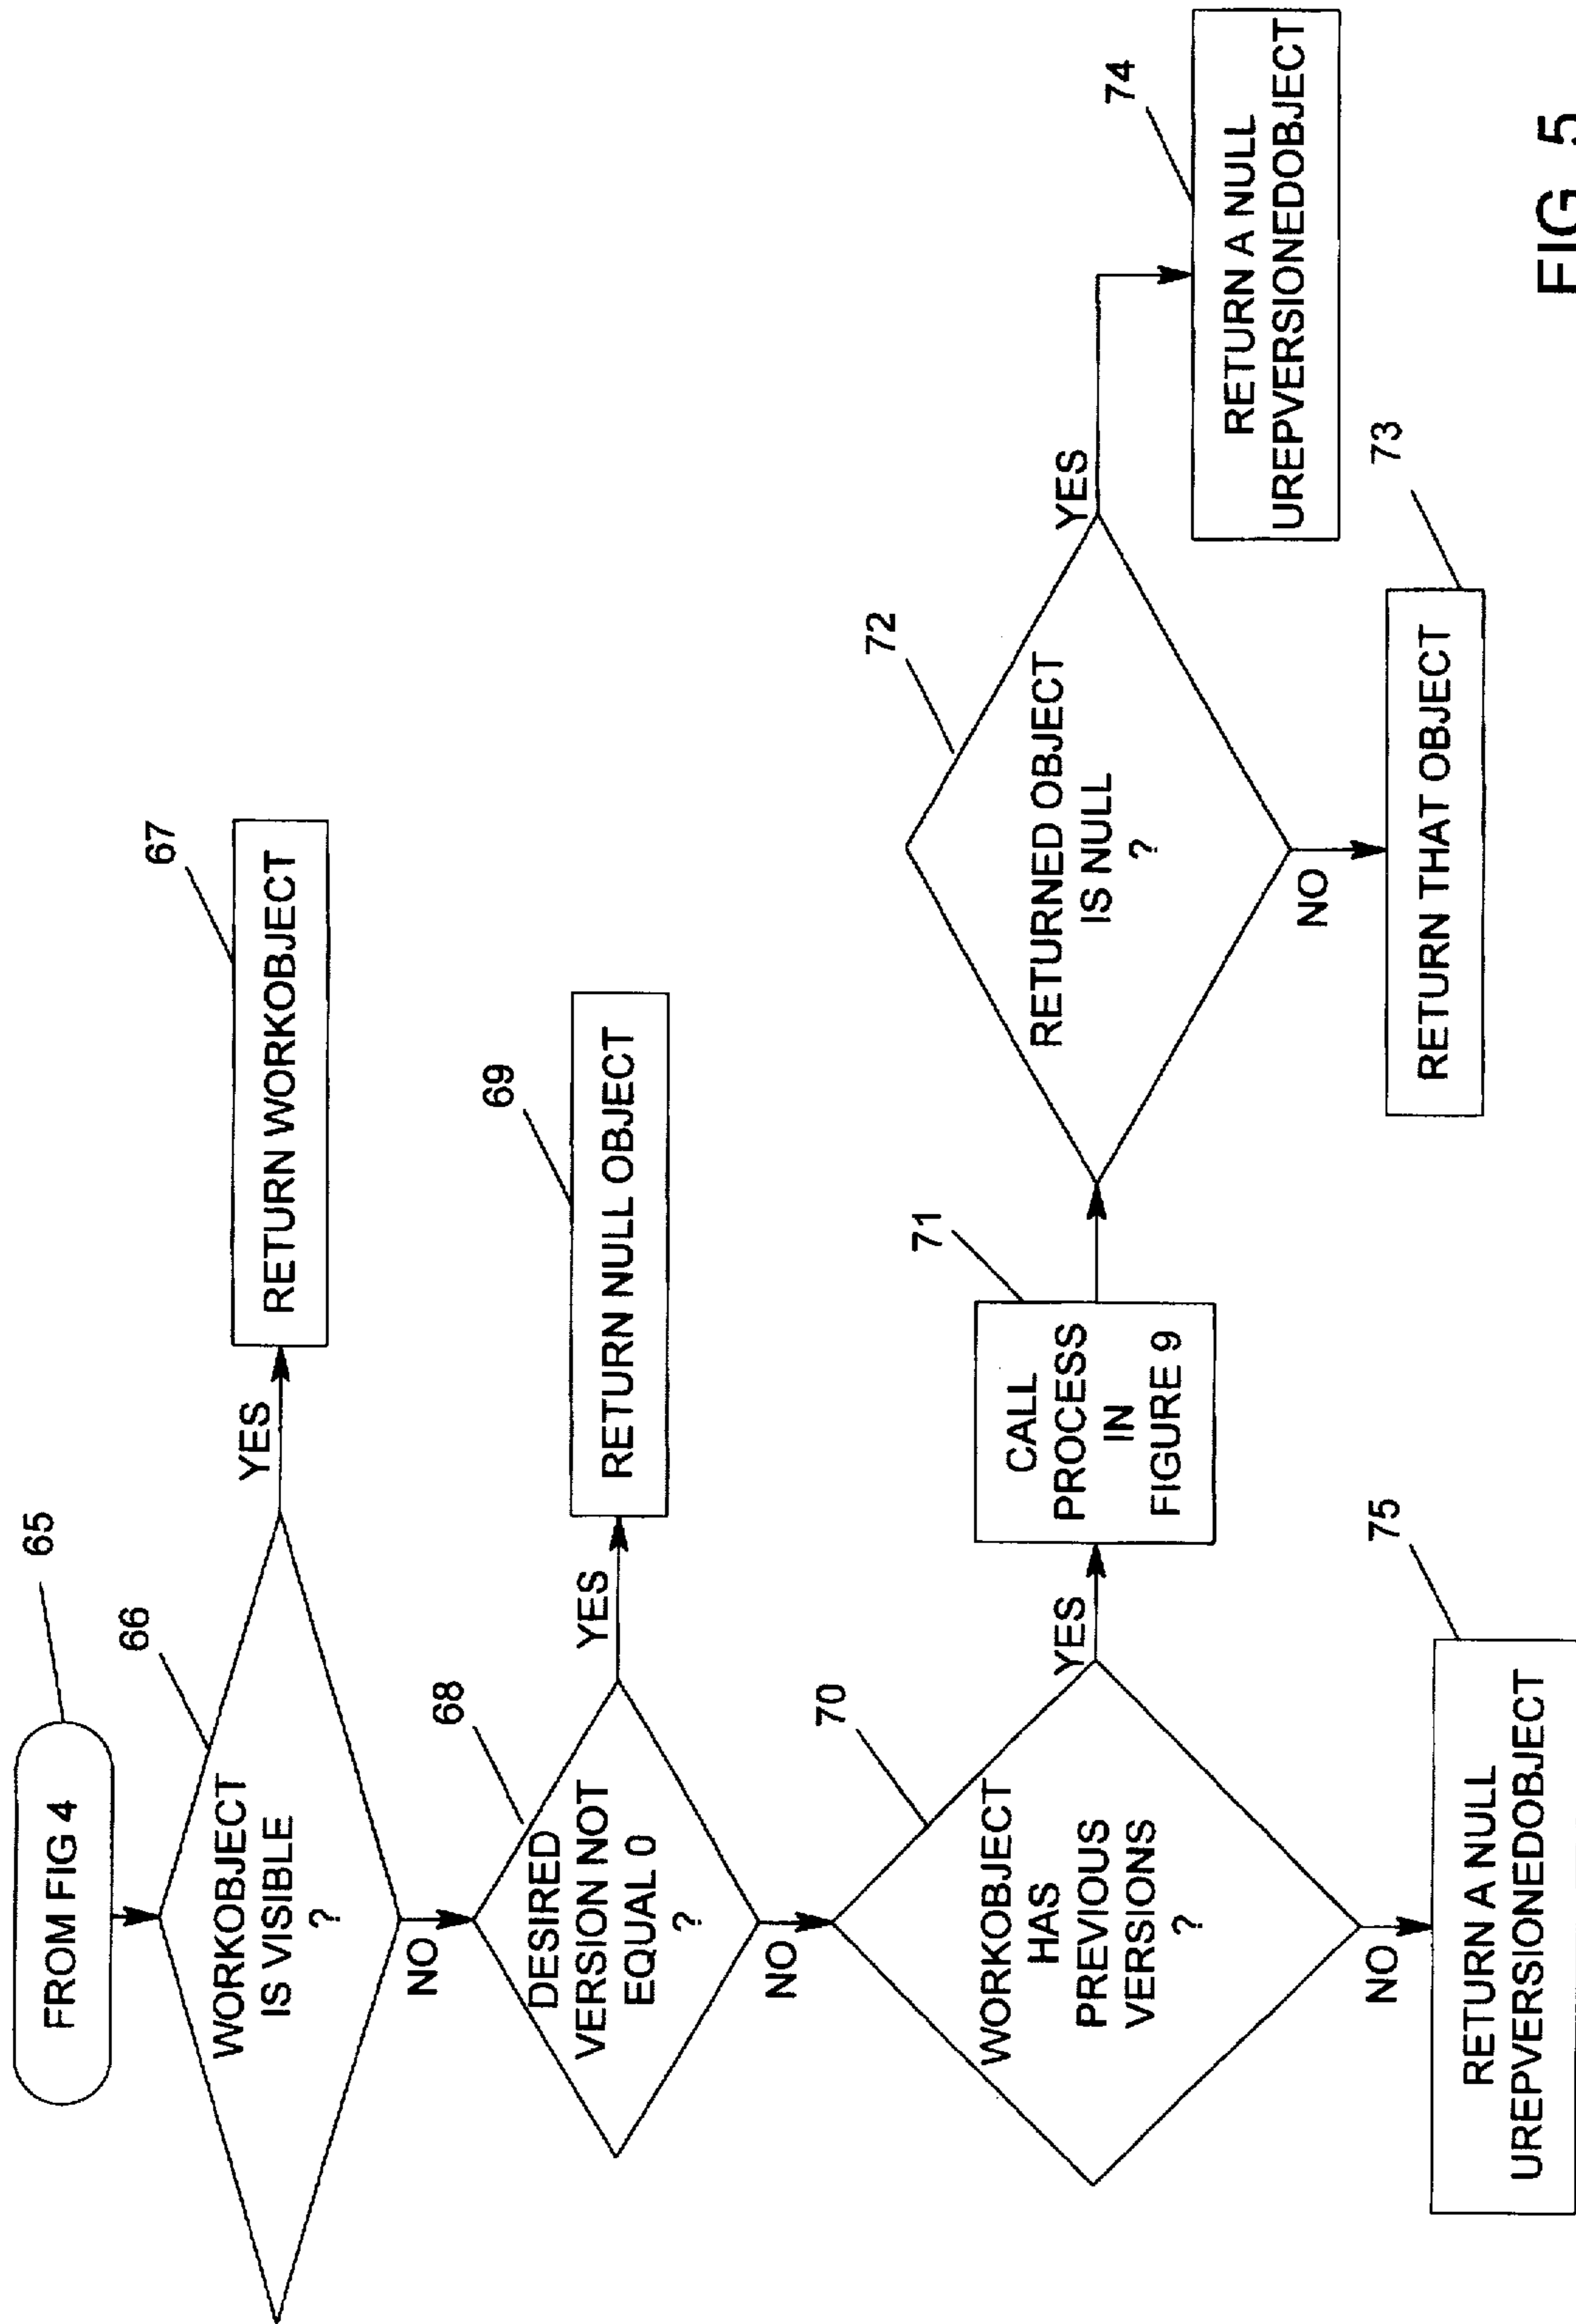 FROM FIG 4
65
66
WORKOBJECT
IS VISIBLE
?
YES
67
RETURN WORKOBJECT
NO
68
DESIRED
VERSION NOT
EQUAL 0
?
YES
69
RETURN NULL OBJECT
NO
70
WORKOBJECT
HAS
PREVIOUS
VERSIONS
?
YES
71
CALL
PROCESS
IN
FIGURE 9
72
RETURNED OBJECT
IS NULL
?
YES
74
RETURN A NULL
UREPVERSIONEDOBJECT
NO
73
RETURN THAT OBJECT
NO
75
RETURN A NULL
UREPVERSIONEDOBJECT
FIG 5